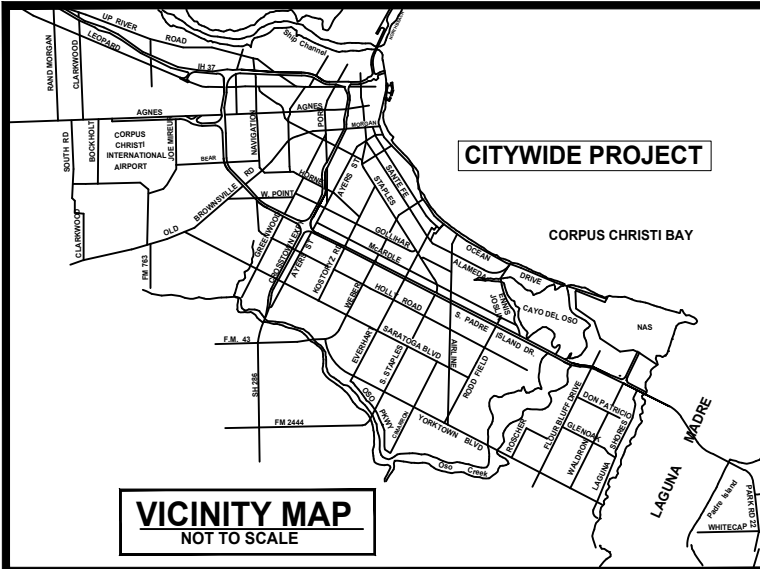 UP RIVER
ROAD
LEOPARD
Ship Channel
RAND MORGAN
CLARKWOOD
IH 37
AGNES
AGNES
PORT
NAVIGATION
MORGAN
SOUTH RD
BOCKHOLT
CORPUS
CHRISTI
INTERNATIONAL
AIRPORT
JOE MIREUR
BEAR
CITYWIDE PROJECT
AYERS ST
SANTA FE
STAPLES
HORNE
W. POINT
OLD
BROWNSVILLE
RD
CLARKWOOD
GREENWOOD
CROSSTOWN EXPY
AYERS ST
GOLLIHAR
McARDLE
KOSTORYZ RD
WEBER
OCEAN
DRIVE
ALAMEDA
CORPUS CHRISTI BAY
ENNIS
JOSLIN
CAYO DEL OSO
NAS
FM 763
HOLLY ROAD
S. PADRE
ISLAND DR.
F.M. 43
SH 286
EVERHART
SARATOGA BLVD
S. STAPLES
AIRLINE
RODD FIELD
OSO
PKWY
CIMARRON
YORKTOWN
BLVD
FM 2444
Oso
Creek
ROSCHER
FLOUR BLUFF DRIVE
DON PATRICIO
GLENOAK
WALDRON
LAGUNA
SHORES
LAGUNA
MADRE
Padre Island
PARK RD 22
WHITECAP
VICINITY MAP
NOT TO SCALE